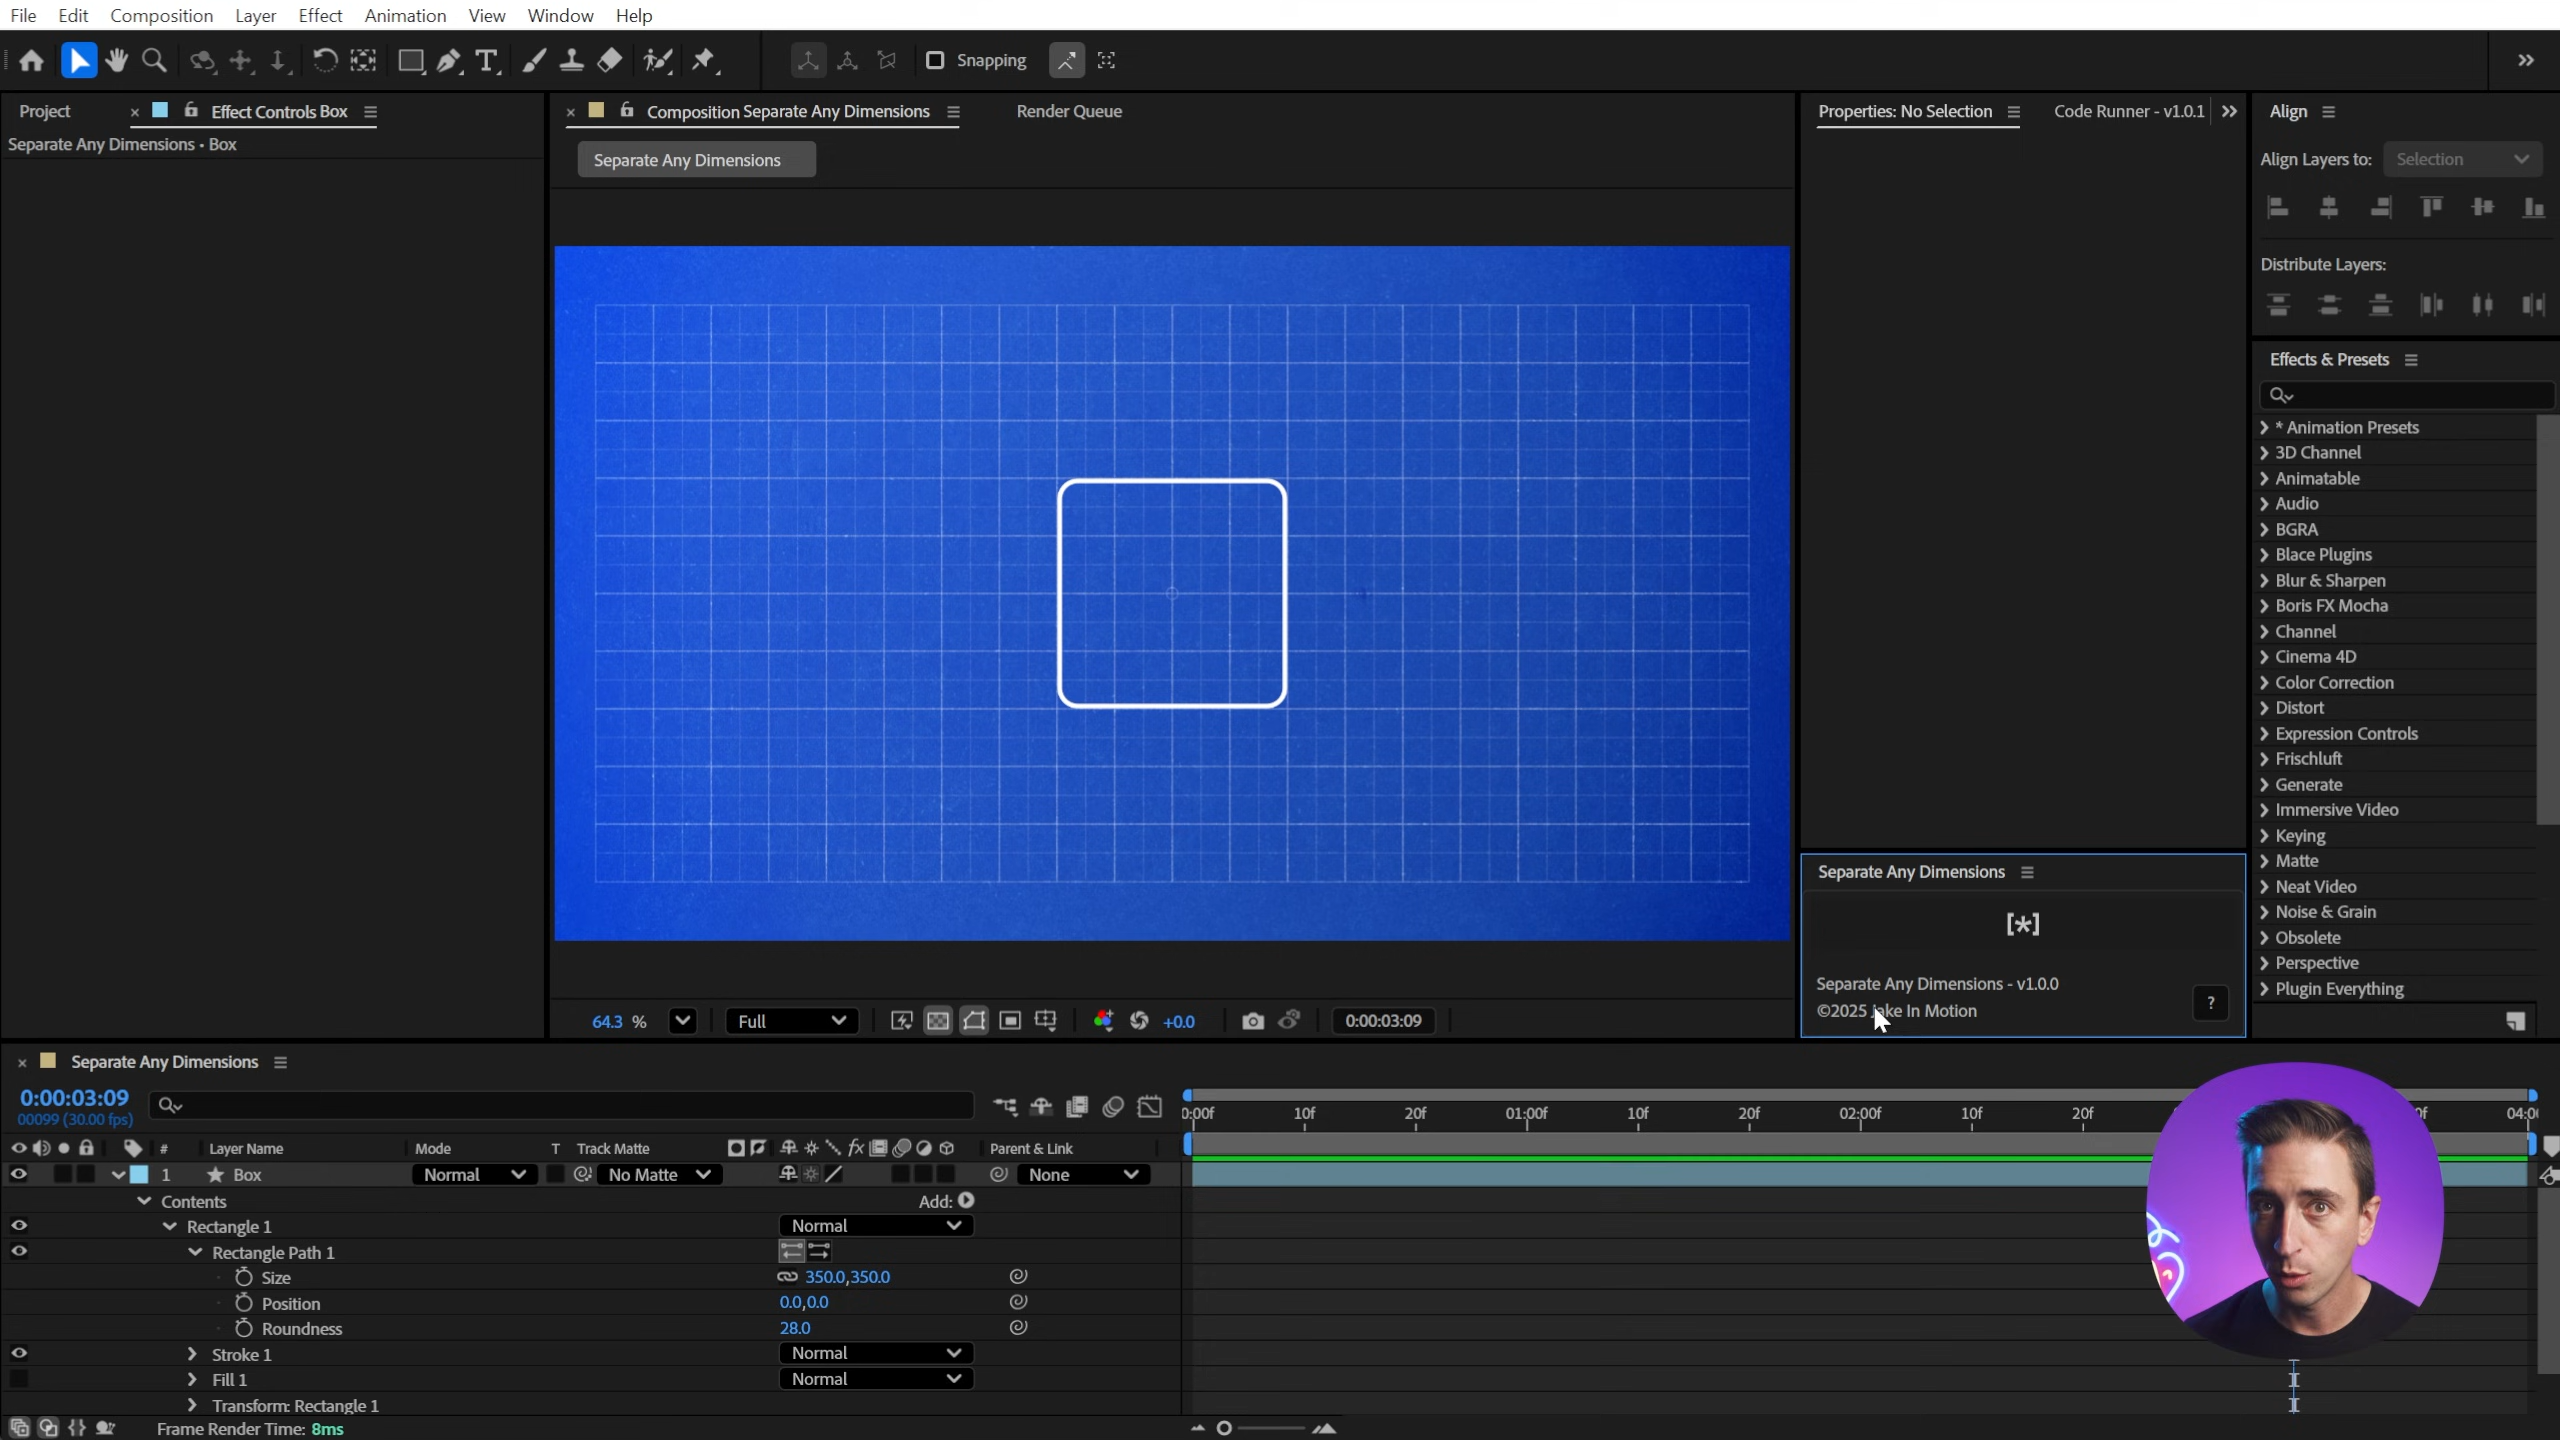 File Edit Composition Layer Effect Animation View Window Help
Snapping
Project
Effect Controls Box
Composition Separate Any Dimensions
Render Queue
Properties: No Selection
Code Runner - v1.0.1
Align
Separate Any Dimensions • Box
Separate Any Dimensions
Align Layers to: Selection
Distribute Layers:
Effects & Presets
* Animation Presets
3D Channel
Animatable
Audio
BGRA
Blace Plugins
Blur & Sharpen
Boris FX Mocha
Channel
Cinema 4D
Color Correction
Distort
Expression Controls
Frischluft
Generate
Immersive Video
Keying
Matte
Neat Video
Noise & Grain
Obsolete
Perspective
Plugin Everything
Separate Any Dimensions
[*]
Separate Any Dimensions - v1.0.0
©2025 Jake In Motion
?
64.3 % Full +0.0 0:00:03:09
Separate Any Dimensions
0:00:03:09
00099 (30.00 fps)
0:00f 10f 20f 01:00f 10f 20f 02:00f 10f 20f 04:00
# Layer Name Mode T Track Matte fx Parent & Link
1 Box Normal No Matte None
Contents Add:
Rectangle 1 Normal
Rectangle Path 1
Size 350.0,350.0
Position 0.0,0.0
Roundness 28.0
Stroke 1 Normal
Fill 1 Normal
Transform: Rectangle 1
Frame Render Time: 8ms